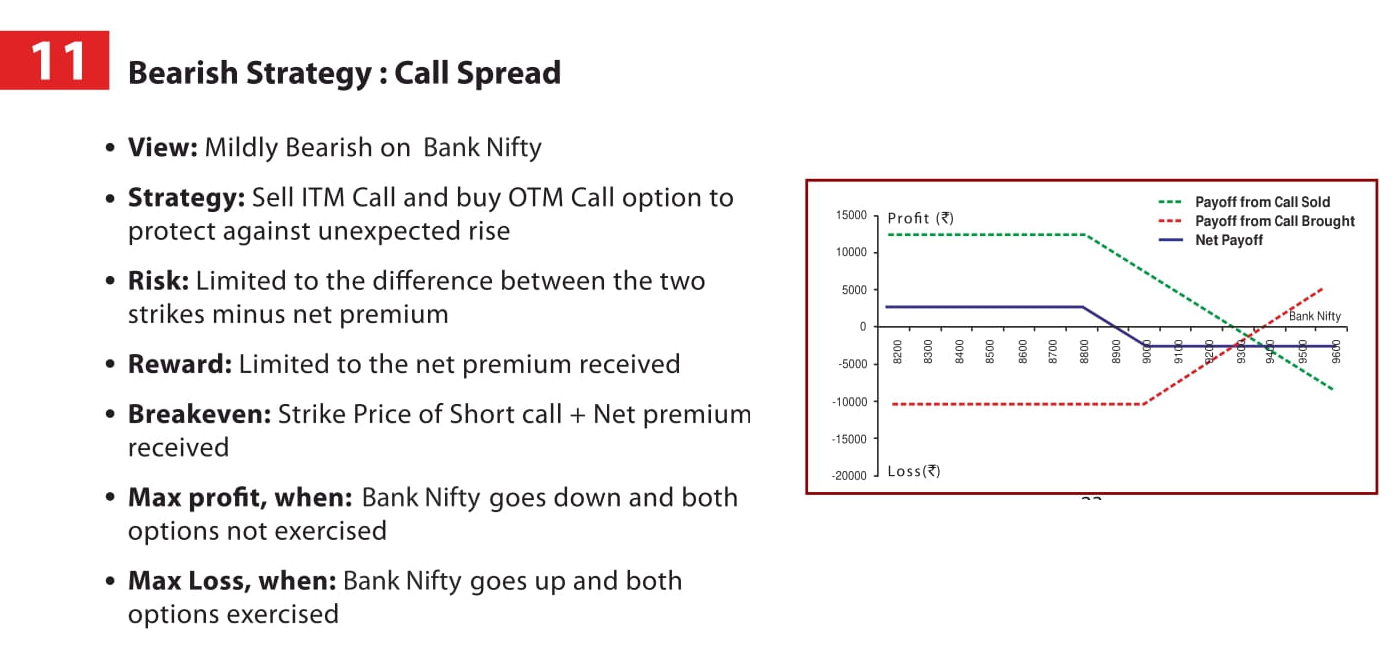 11
Bearish Strategy : Call Spread
• View: Mildly Bearish on Bank Nifty
• Strategy: Sell ITM Call and buy OTM Call option to
protect against unexpected rise
• Risk: Limited to the difference between the two
strikes minus net premium
• Reward: Limited to the net premium received
• Breakeven: Strike Price of Short call + Net premium
received
• Max profit, when: Bank Nifty goes down and both
options not exercised
• Max Loss, when: Bank Nifty goes up and both
options exercised
Payoff from Call Sold
Payoff from Call Brought
Net Payoff
Profit (₹)
15000
10000
5000
0
-5000
-10000
-15000
-20000
Loss(₹)
Bank Nifty
8200
8300
8400
8500
8600
8700
8800
8900
9000
9100
9200
9300
9400
9500
9600